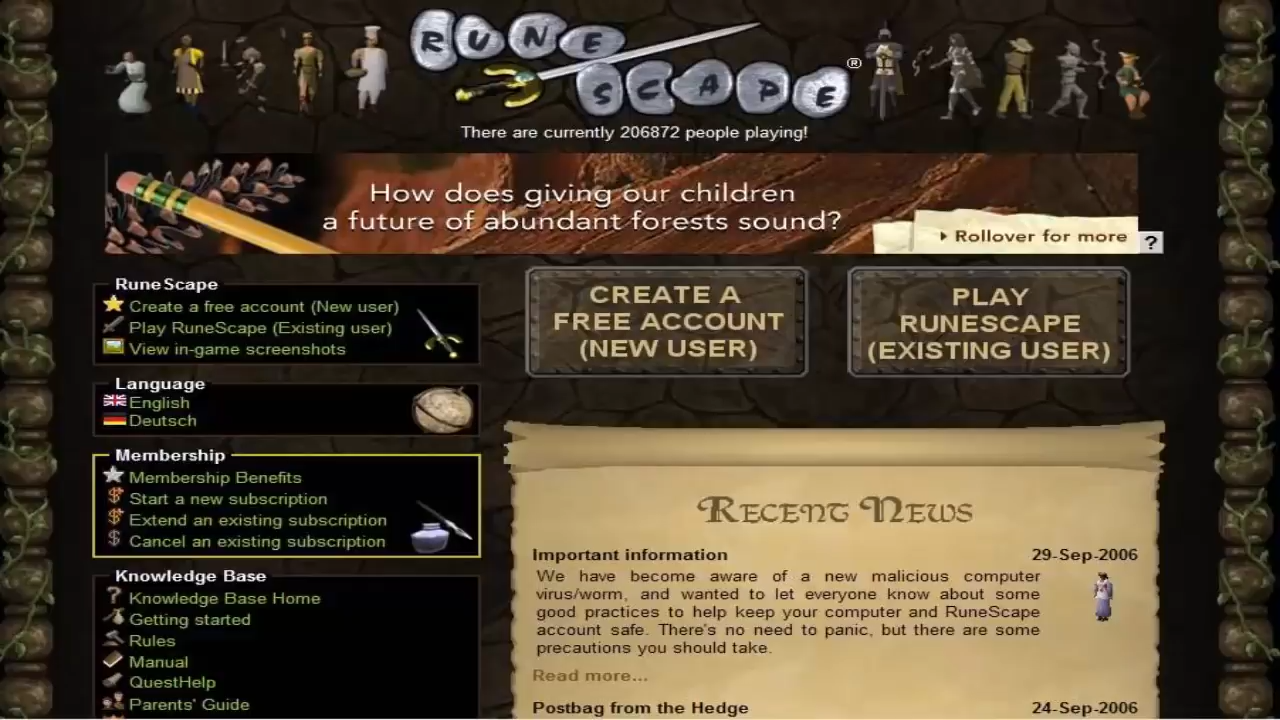 RUNE
SCAPE ®
There are currently 206872 people playing!
How does giving our children
a future of abundant forests sound?
Rollover for more
?
RuneScape
Create a free account (New user)
Play RuneScape (Existing user)
View in-game screenshots
Language
English
Deutsch
Membership
Membership Benefits
Start a new subscription
Extend an existing subscription
Cancel an existing subscription
Knowledge Base
Knowledge Base Home
Getting started
Rules
Manual
QuestHelp
Parents' Guide
CREATE A
FREE ACCOUNT
(NEW USER)
PLAY
RUNESCAPE
(EXISTING USER)
Recent News
Important information 29-Sep-2006
We have become aware of a new malicious computer
virus/worm, and wanted to let everyone know about some
good practices to help keep your computer and RuneScape
account safe. There's no need to panic, but there are some
precautions you should take.
Read more...
Postbag from the Hedge 24-Sep-2006